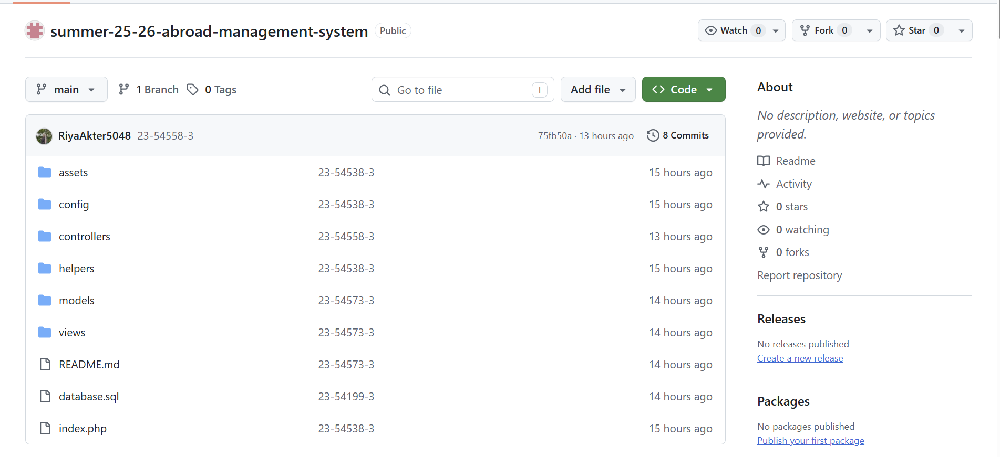 summer-25-26-abroad-management-system Public
Watch 0
Fork 0
Star 0
main
1 Branch
0 Tags
Go to file T
Add file
Code
RiyaAkter5048 23-54558-3 75fb50a · 13 hours ago 8 Commits
assets 23-54538-3 15 hours ago
config 23-54538-3 15 hours ago
controllers 23-54558-3 13 hours ago
helpers 23-54538-3 15 hours ago
models 23-54573-3 14 hours ago
views 23-54573-3 14 hours ago
README.md 23-54573-3 14 hours ago
database.sql 23-54199-3 14 hours ago
index.php 23-54538-3 15 hours ago
About
No description, website, or topics
provided.
Readme
Activity
0 stars
0 watching
0 forks
Report repository
Releases
No releases published
Create a new release
Packages
No packages published
Publish your first package